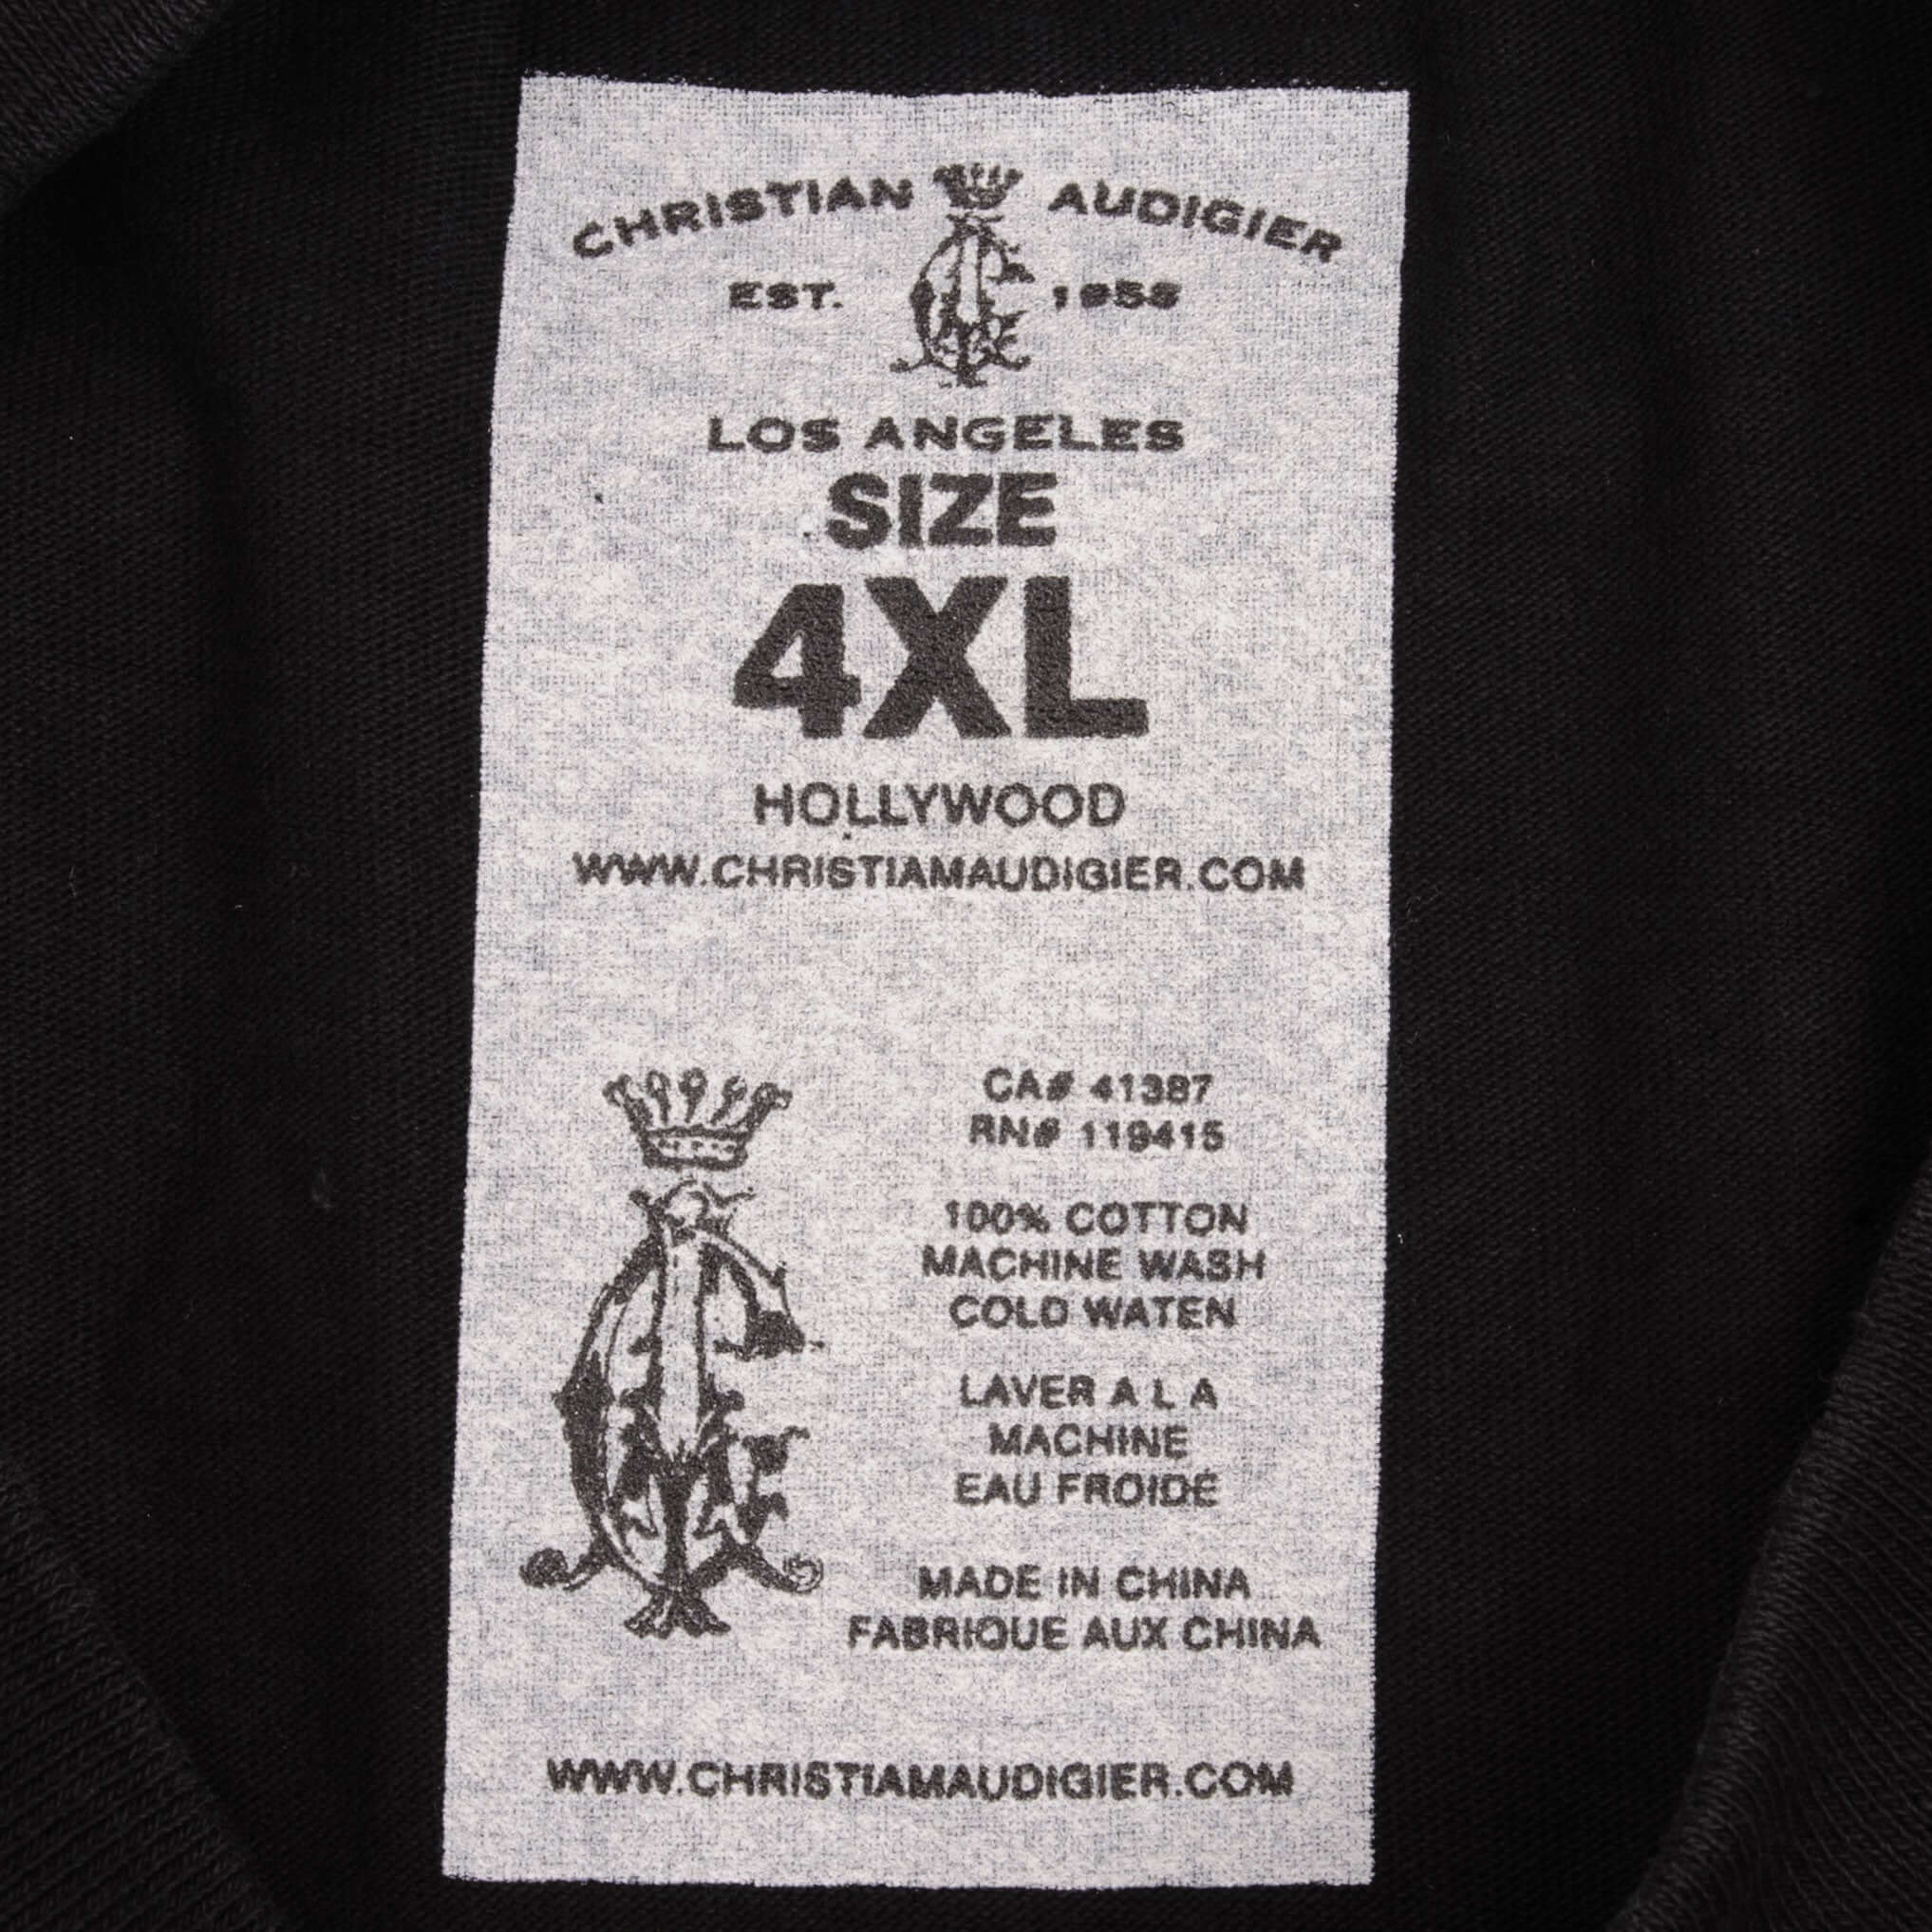 CHRISTIAN AUDIGIER
EST. 1958
LOS ANGELES
SIZE
4XL
HOLLYWOOD
WWW.CHRISTIAMAUDIGIER.COM
CA# 41387
RN# 119415
100% COTTON
MACHINE WASH
COLD WATEN
LAVER A L A
MACHINE
EAU FROIDE
MADE IN CHINA
FABRIQUE AUX CHINA
WWW.CHRISTIAMAUDIGIER.COM